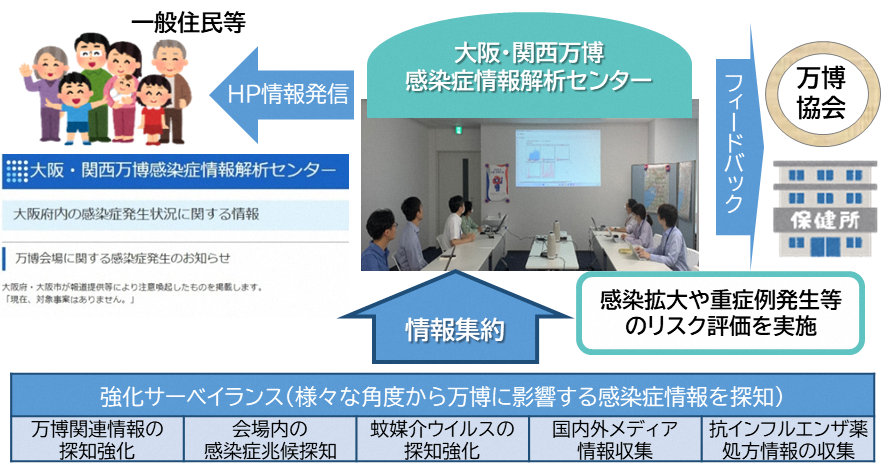 一般住民等
大阪・関西万博
感染症情報解析センター
HP情報発信
フィードバック
万博
協会
保健所
大阪・関西万博感染症情報解析センター
大阪府内の感染症発生状況に関する情報
万博会場に関する感染症発生のお知らせ
大阪府・大阪市が報道提供等により注意喚起したものを掲載します。
「現在、対象事案はありません。」
情報集約
感染拡大や重症例発生等
のリスク評価を実施
強化サーベイランス（様々な角度から万博に影響する感染症情報を探知）
万博関連情報の
探知強化
会場内の
感染症兆候探知
蚊媒介ウイルスの
探知強化
国内外メディア
情報収集
抗インフルエンザ薬
処方情報の収集